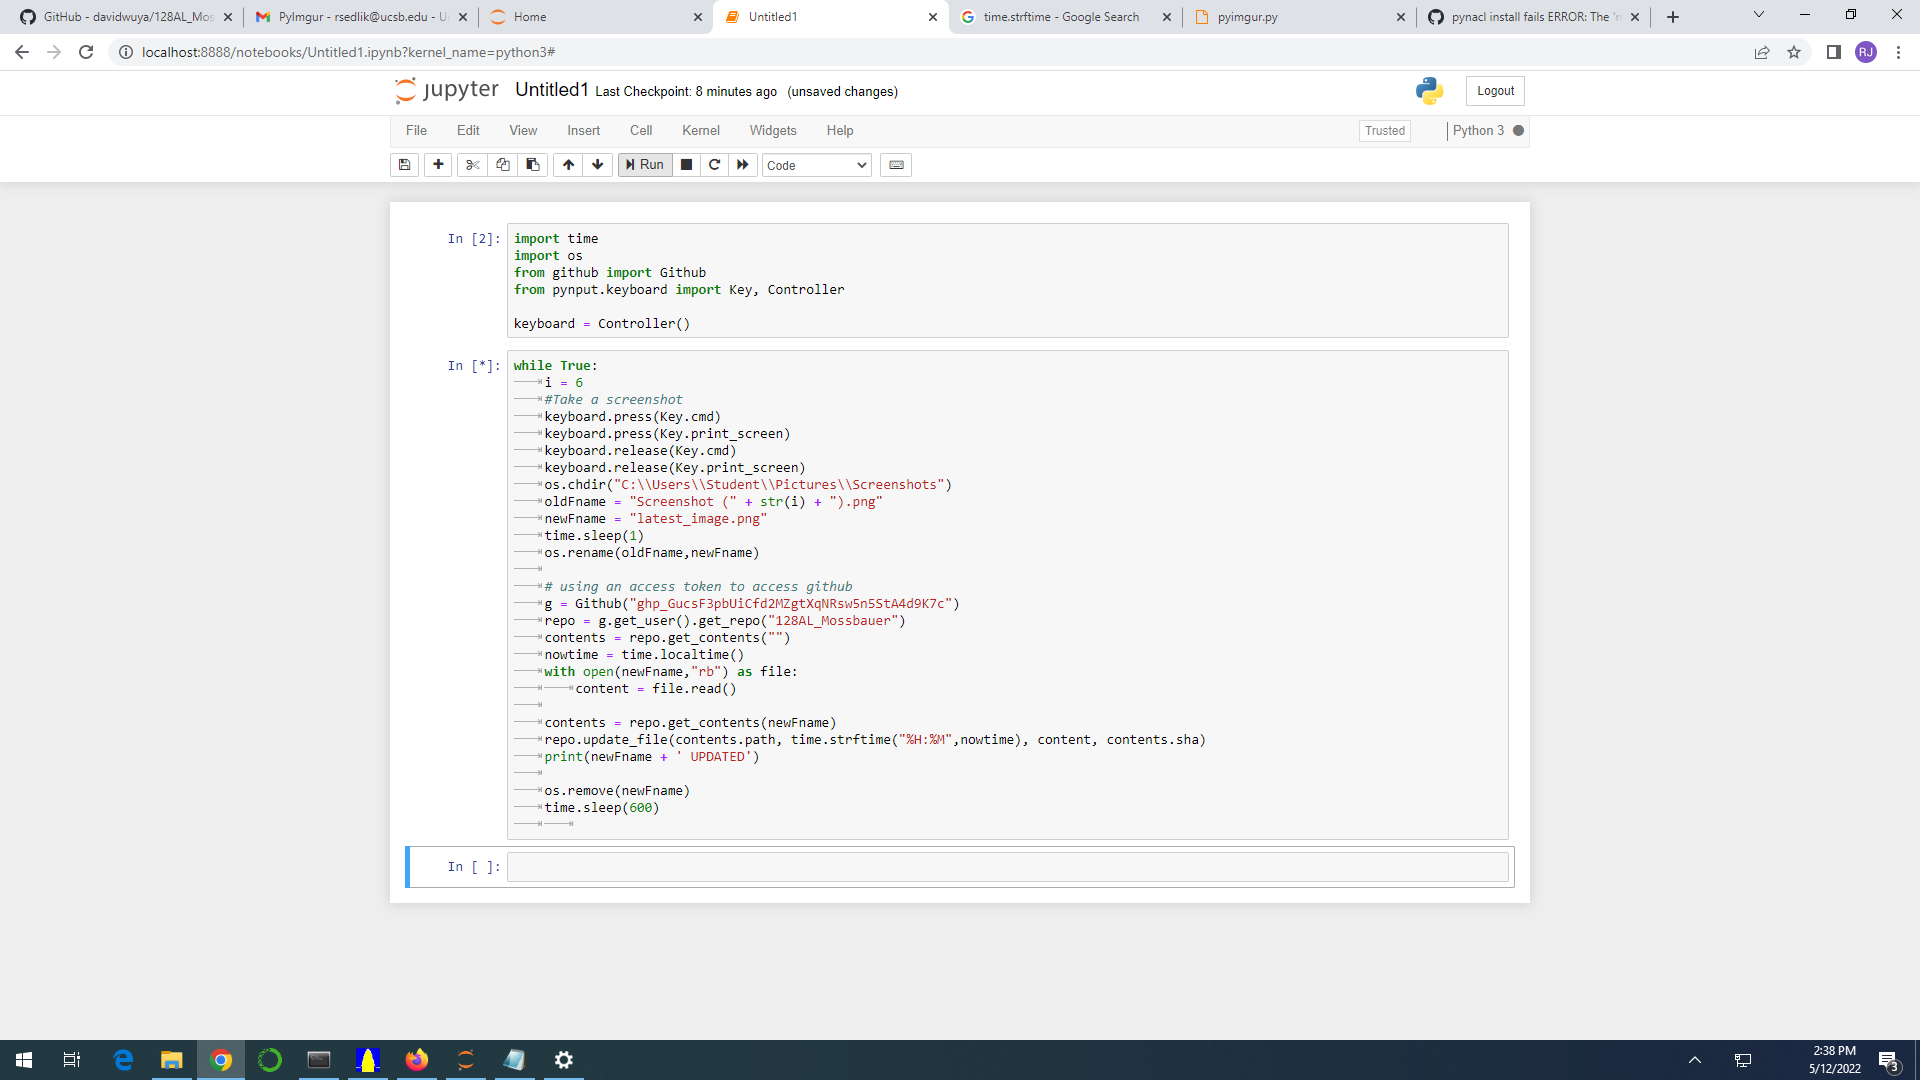 GitHub - davidwuya/128AL_Mos
PyImgur - rsedlik@ucsb.edu - U
Home
Untitled1
time.strftime - Google Search
pyimgur.py
pynacl install fails ERROR: The 'n
localhost:8888/notebooks/Untitled1.ipynb?kernel_name=python3#
RJ
jupyter Untitled1 Last Checkpoint: 8 minutes ago (unsaved changes)
Logout
File Edit View Insert Cell Kernel Widgets Help
Trusted
Python 3
Run
Code
In [2]:
import time
import os
from github import Github
from pynput.keyboard import Key, Controller
keyboard = Controller()
In [*]:
while True:
i = 6
#Take a screenshot
keyboard.press(Key.cmd)
keyboard.press(Key.print_screen)
keyboard.release(Key.cmd)
keyboard.release(Key.print_screen)
os.chdir("C:\\Users\\Student\\Pictures\\Screenshots")
oldFname = "Screenshot (" + str(i) + ").png"
newFname = "latest_image.png"
time.sleep(1)
os.rename(oldFname,newFname)
# using an access token to access github
g = Github("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")
repo = g.get_user().get_repo("128AL_Mossbauer")
contents = repo.get_contents("")
nowtime = time.localtime()
with open(newFname,"rb") as file:
content = file.read()
contents = repo.get_contents(newFname)
repo.update_file(contents.path, time.strftime("%H:%M",nowtime), content, contents.sha)
print(newFname + ' UPDATED')
os.remove(newFname)
time.sleep(600)
In [ ]:
2:38 PM
5/12/2022
3